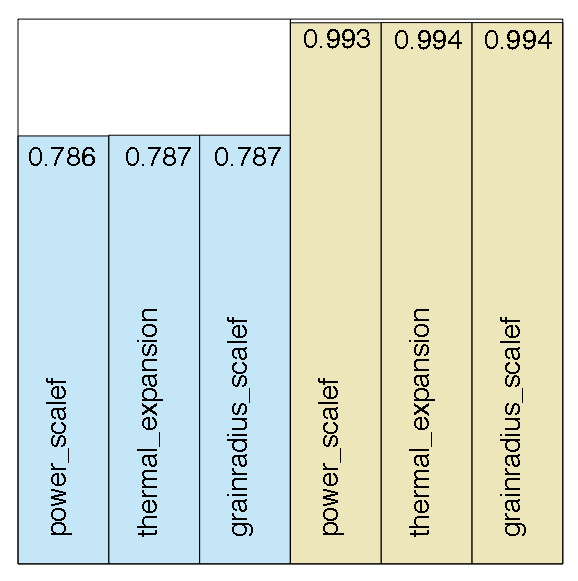 0.993 0.994 0.994
0.786 0.787 0.787
power_scalef
thermal_expansion
grainradius_scalef
power_scalef
thermal_expansion
grainradius_scalef